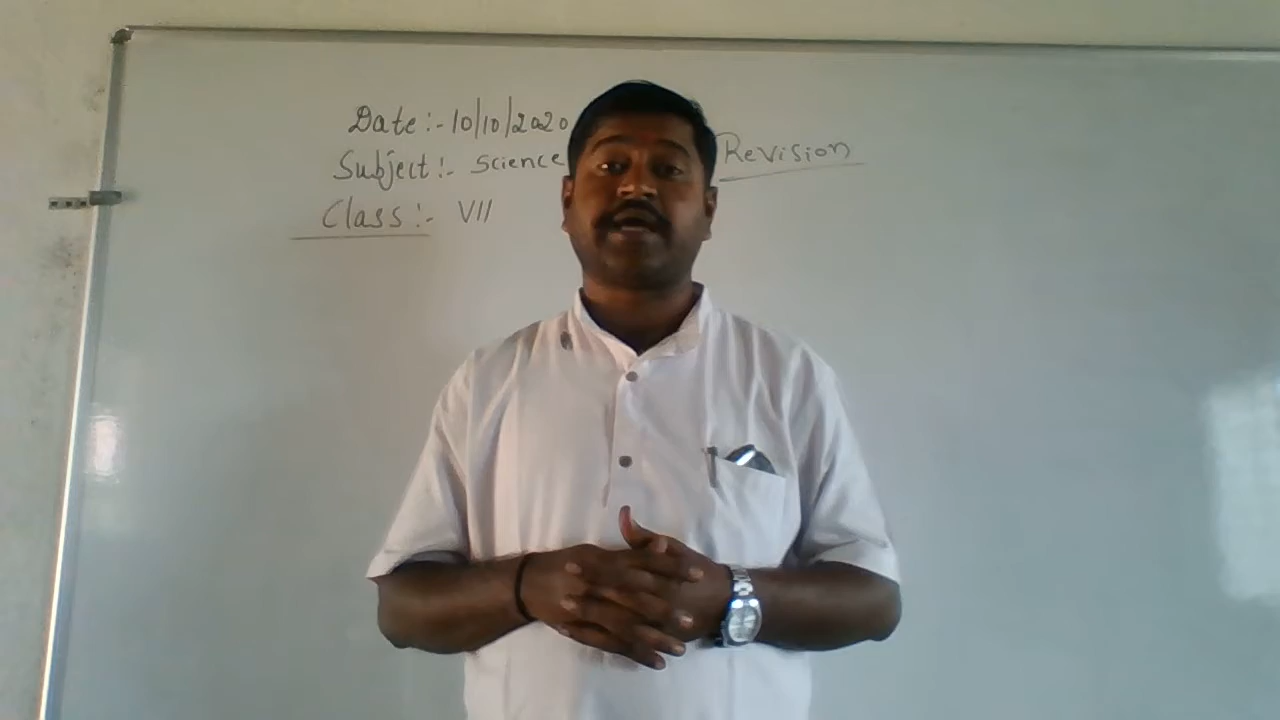 Date :- 10/10/2020
Subject :- Science
Revision
Class :- VII